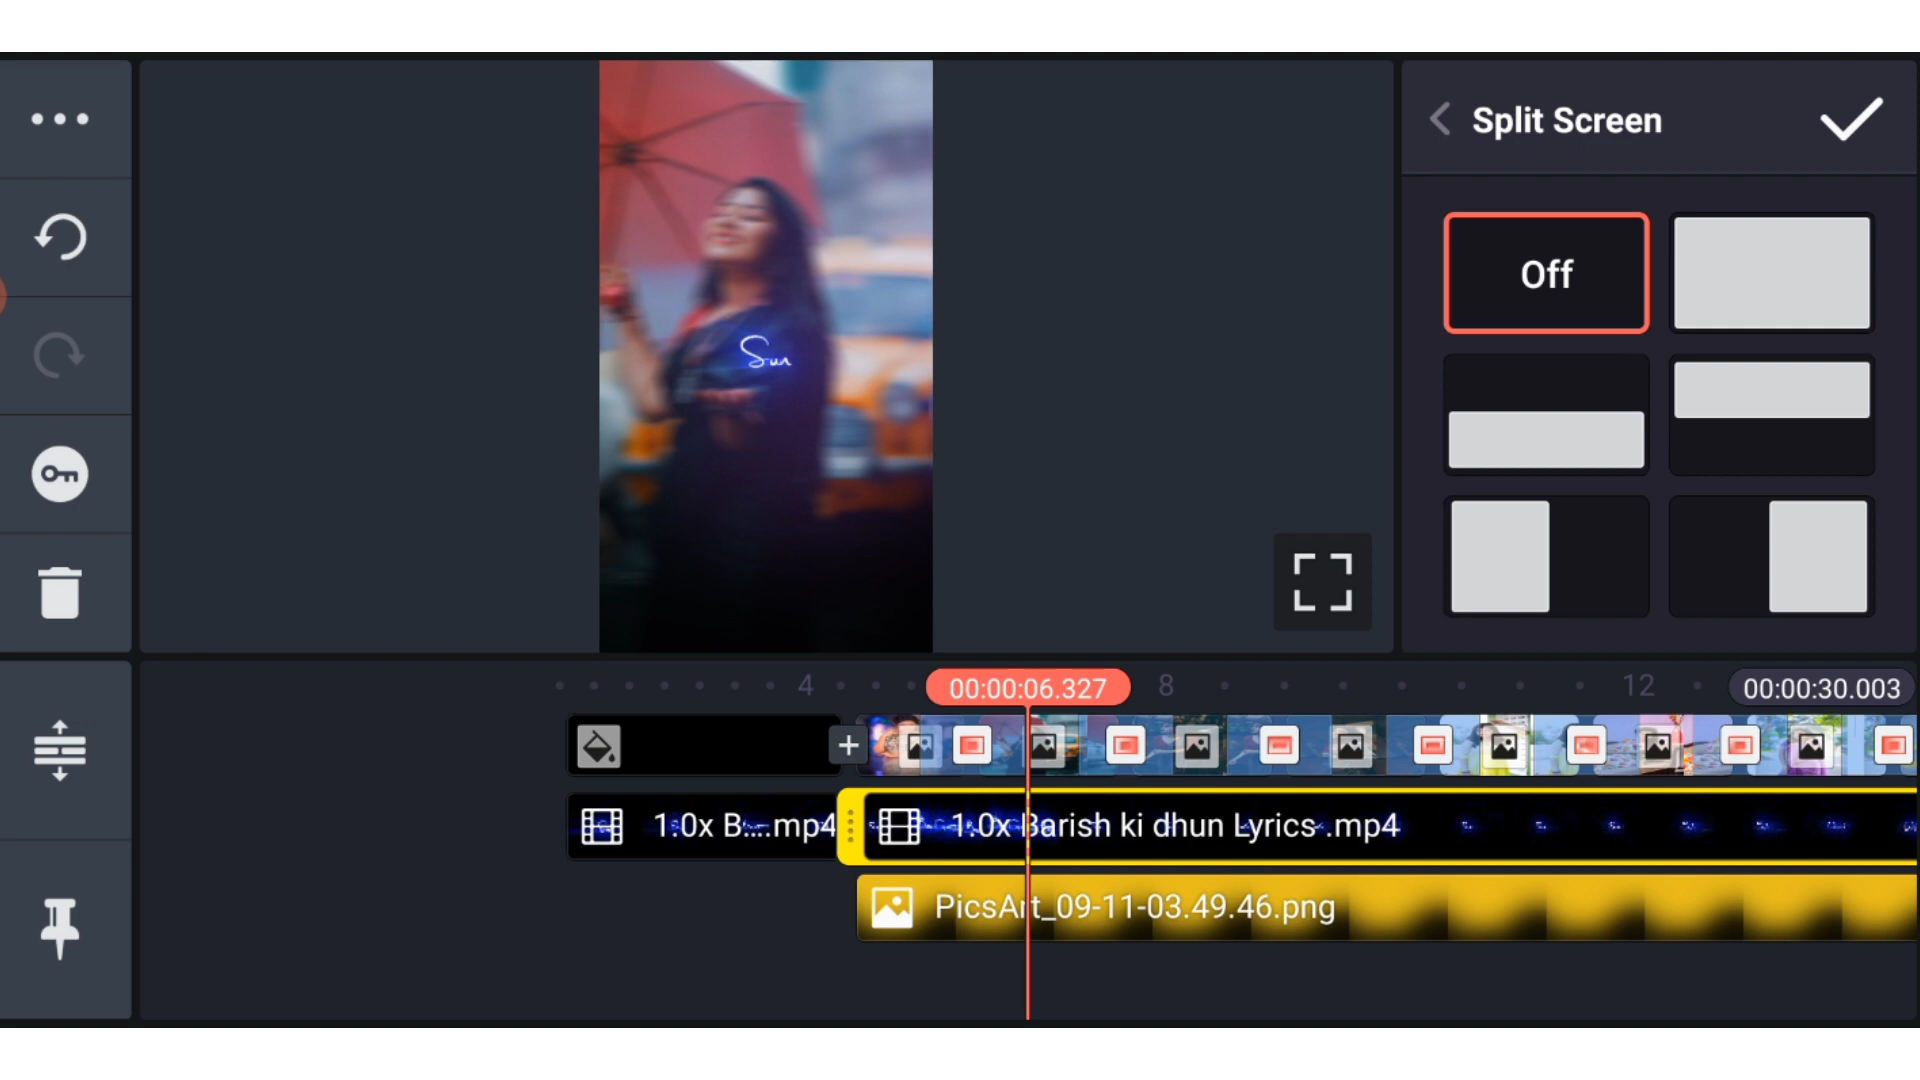 Split Screen
Off
Sun
4
00:00:06.327
8
12
00:00:30.003
1.0x B....mp4
1.0x Barish ki dhun Lyrics .mp4
PicsArt_09-11-03.49.46.png